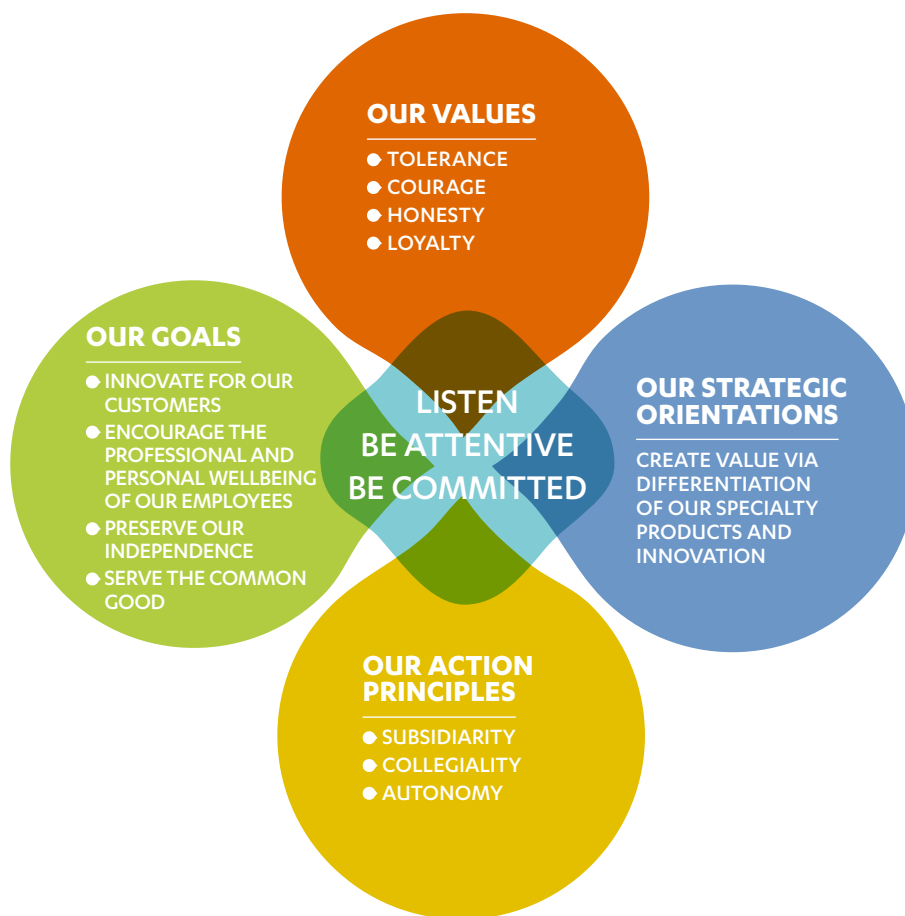 OUR VALUES
TOLERANCE
COURAGE
HONESTY
LOYALTY
OUR GOALS
INNOVATE FOR OUR
CUSTOMERS
ENCOURAGE THE
PROFESSIONAL AND
PERSONAL WELLBEING
OF OUR EMPLOYEES
PRESERVE OUR
INDEPENDENCE
SERVE THE COMMON
GOOD
LISTEN
BE ATTENTIVE
BE COMMITTED
OUR STRATEGIC
ORIENTATIONS
CREATE VALUE VIA
DIFFERENTIATION
OF OUR SPECIALTY
PRODUCTS AND
INNOVATION
OUR ACTION
PRINCIPLES
SUBSIDIARITY
COLLEGIALITY
AUTONOMY